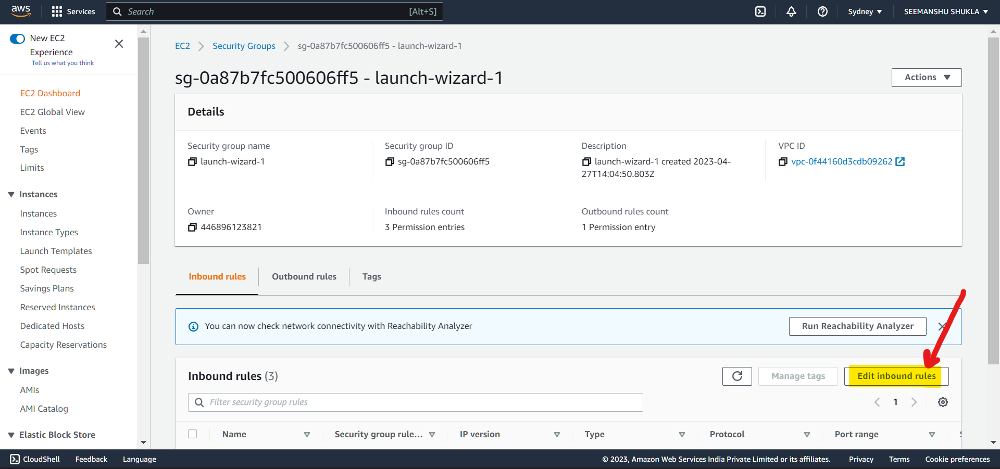 aws
Services
Search [Alt+S]
Sydney
SEEMANSHU SHUKLA
New EC2
Experience
Tell us what you think
EC2 Dashboard
EC2 Global View
Events
Tags
Limits
Instances
Instances
Instance Types
Launch Templates
Spot Requests
Savings Plans
Reserved Instances
Dedicated Hosts
Capacity Reservations
Images
AMIs
AMI Catalog
Elastic Block Store
EC2 Security Groups sg-0a87b7fc500606ff5 - launch-wizard-1
sg-0a87b7fc500606ff5 - launch-wizard-1
Actions
Details
Security group name
launch-wizard-1
Security group ID
sg-0a87b7fc500606ff5
Description
launch-wizard-1 created 2023-04-
27T14:04:50.803Z
VPC ID
vpc-0f44160d3cdb09262
Owner
446896123821
Inbound rules count
3 Permission entries
Outbound rules count
1 Permission entry
Inbound rules
Outbound rules
Tags
You can now check network connectivity with Reachability Analyzer
Run Reachability Analyzer
Inbound rules (3)
Manage tags
Edit inbound rules
Filter security group rules
1
Name
Security group rule...
IP version
Type
Protocol
Port range
CloudShell
Feedback
Language
© 2023, Amazon Web Services India Private Limited or its affiliates.
Privacy
Terms
Cookie preferences